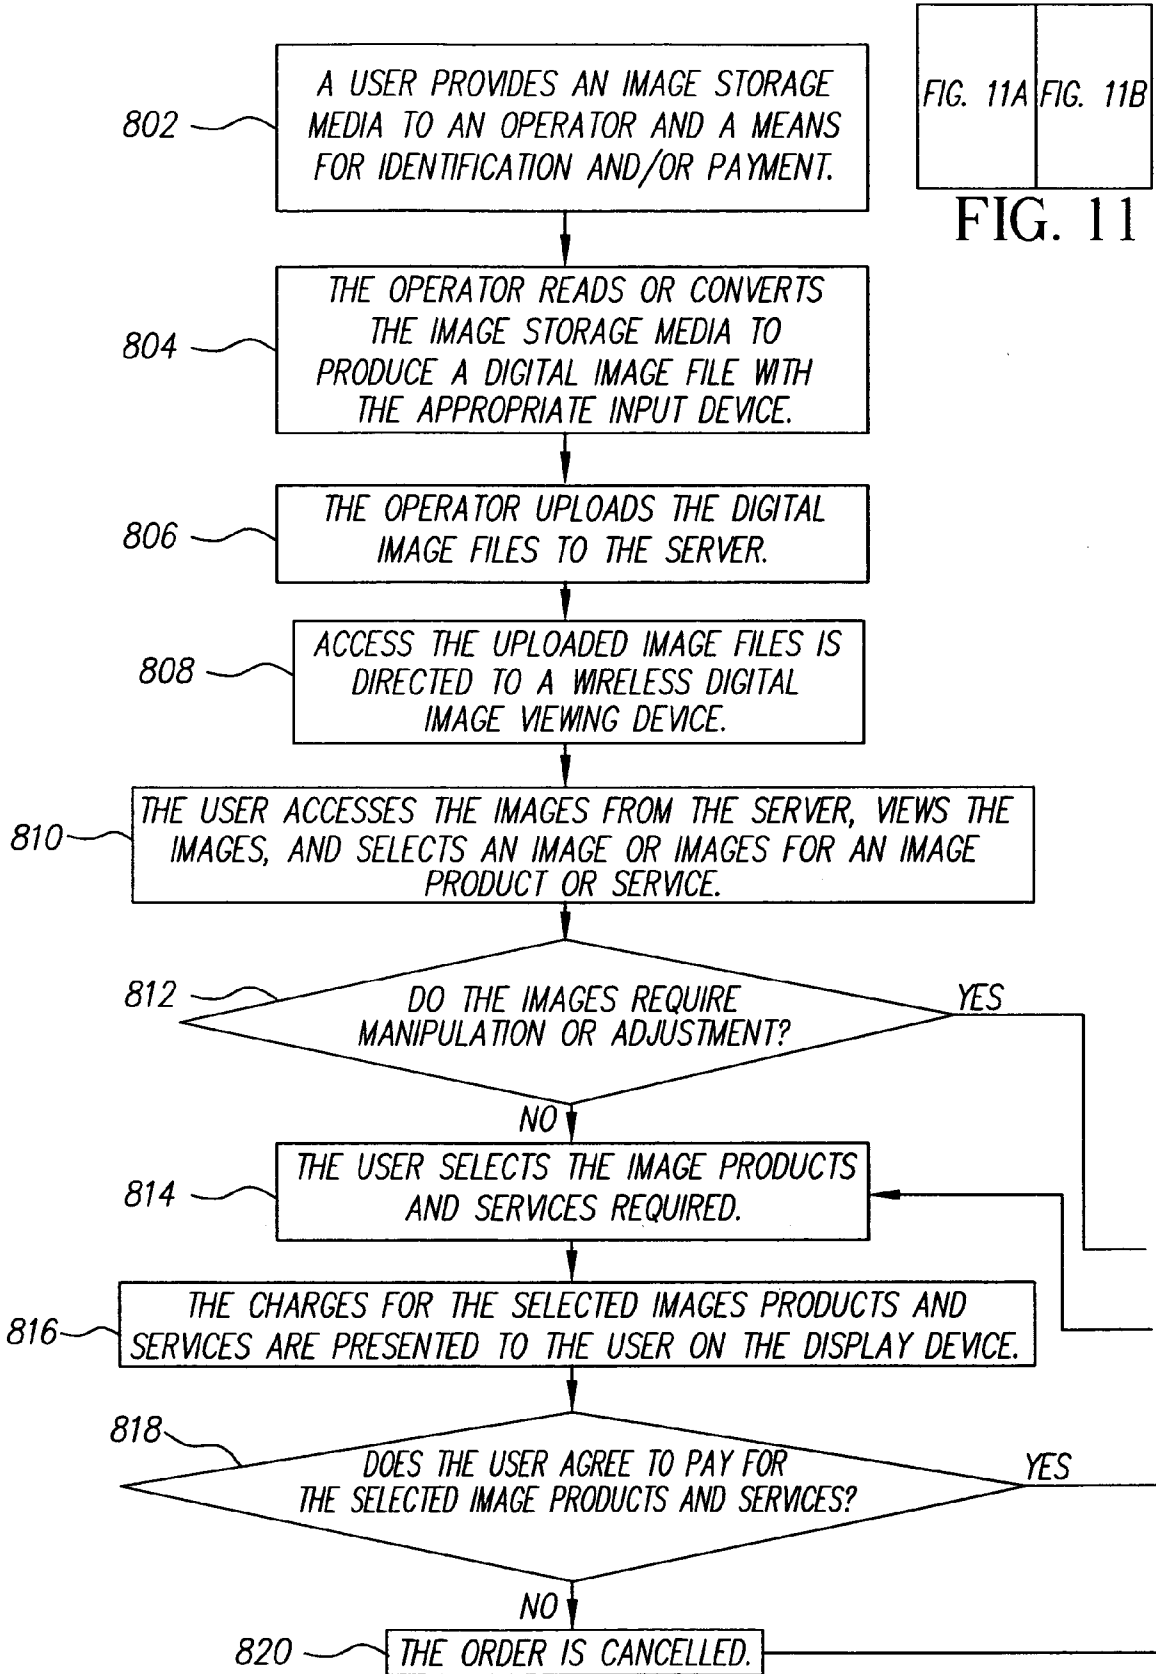 FIG. 11A FIG. 11B
FIG. 11
802
A USER PROVIDES AN IMAGE STORAGE
MEDIA TO AN OPERATOR AND A MEANS
FOR IDENTIFICATION AND/OR PAYMENT.
804
THE OPERATOR READS OR CONVERTS
THE IMAGE STORAGE MEDIA TO
PRODUCE A DIGITAL IMAGE FILE WITH
THE APPROPRIATE INPUT DEVICE.
806
THE OPERATOR UPLOADS THE DIGITAL
IMAGE FILES TO THE SERVER.
808
ACCESS THE UPLOADED IMAGE FILES IS
DIRECTED TO A WIRELESS DIGITAL
IMAGE VIEWING DEVICE.
810
THE USER ACCESSES THE IMAGES FROM THE SERVER, VIEWS THE
IMAGES, AND SELECTS AN IMAGE OR IMAGES FOR AN IMAGE
PRODUCT OR SERVICE.
812
DO THE IMAGES REQUIRE
MANIPULATION OR ADJUSTMENT?
YES
NO
814
THE USER SELECTS THE IMAGE PRODUCTS
AND SERVICES REQUIRED.
816
THE CHARGES FOR THE SELECTED IMAGES PRODUCTS AND
SERVICES ARE PRESENTED TO THE USER ON THE DISPLAY DEVICE.
818
DOES THE USER AGREE TO PAY FOR
THE SELECTED IMAGE PRODUCTS AND SERVICES?
YES
NO
820
THE ORDER IS CANCELLED.